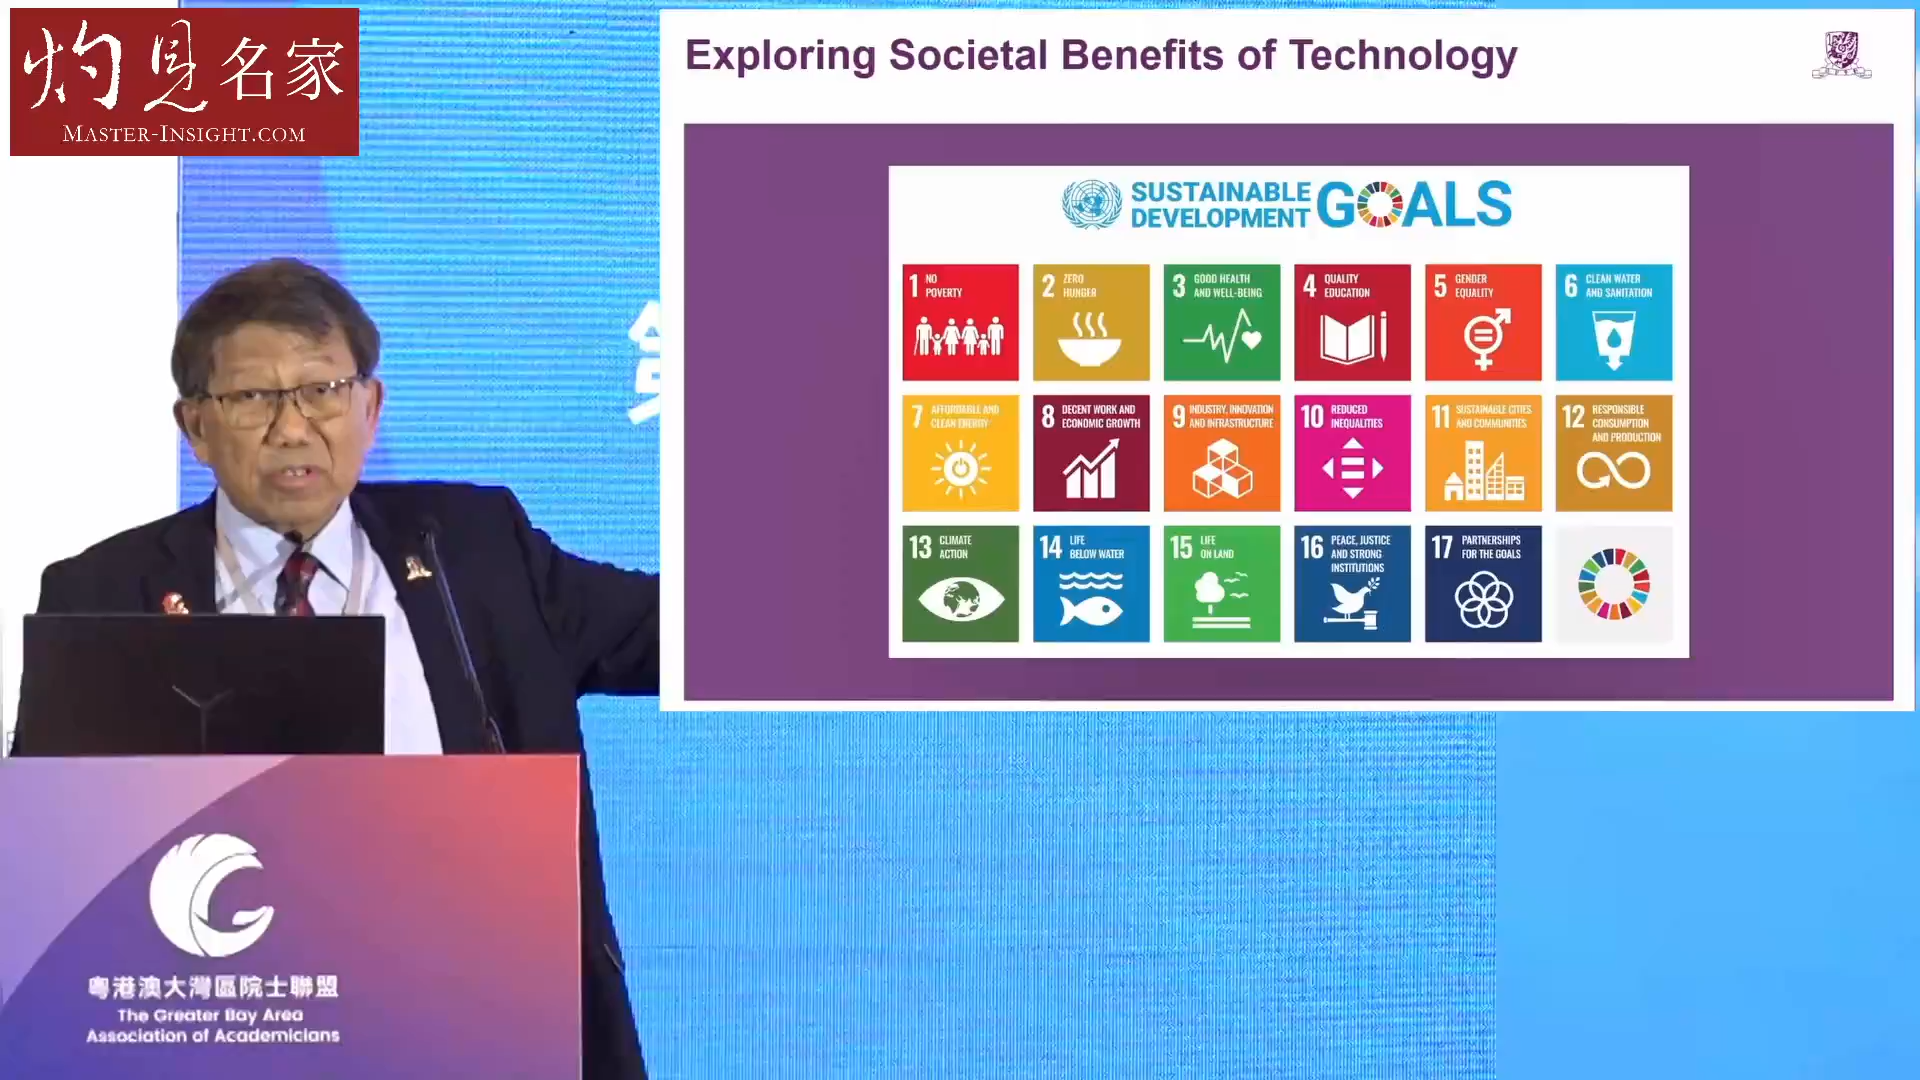 灼見名家
MASTER-INSIGHT.COM
Exploring Societal Benefits of Technology
SUSTAINABLE
DEVELOPMENT
GOALS
1 NO
POVERTY
2 ZERO
HUNGER
3 GOOD HEALTH
AND WELL-BEING
4 QUALITY
EDUCATION
5 GENDER
EQUALITY
6 CLEAN WATER
AND SANITATION
7 AFFORDABLE AND
CLEAN ENERGY
8 DECENT WORK AND
ECONOMIC GROWTH
9 INDUSTRY, INNOVATION
AND INFRASTRUCTURE
10 REDUCED
INEQUALITIES
11 SUSTAINABLE CITIES
AND COMMUNITIES
12 RESPONSIBLE
CONSUMPTION
AND PRODUCTION
13 CLIMATE
ACTION
14 LIFE
BELOW WATER
15 LIFE
ON LAND
16 PEACE, JUSTICE
AND STRONG
INSTITUTIONS
17 PARTNERSHIPS
FOR THE GOALS
粵港澳大灣區院士聯盟
The Greater Bay Area
Association of Academicians